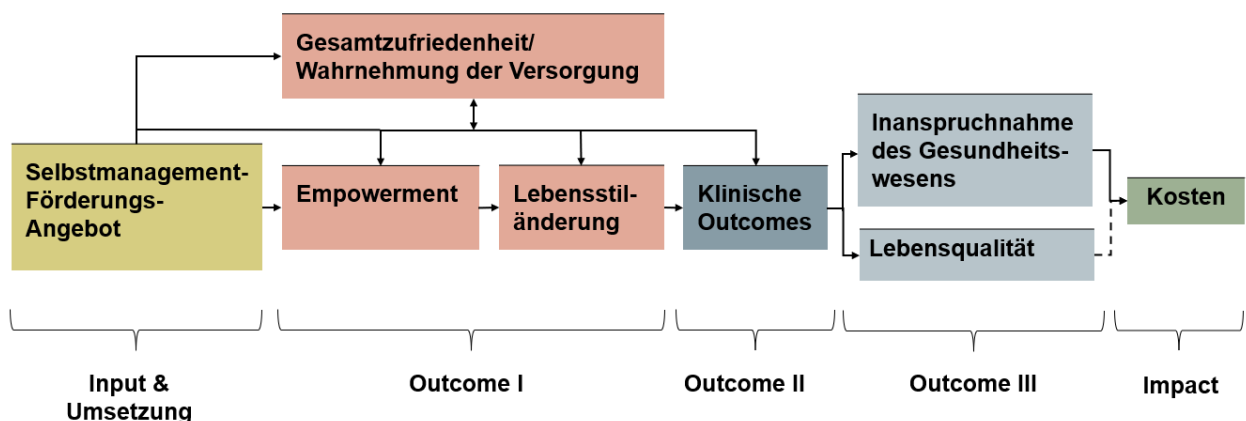 Gesamtzufriedenheit/
Wahrnehmung der Versorgung
Selbstmanagement-
Förderungs-
Angebot
Empowerment
Lebensstil-
änderung
Klinische
Outcomes
Inanspruchnahme
des Gesundheits-
wesens
Lebensqualität
Kosten
Input &
Umsetzung
Outcome I
Outcome II
Outcome III
Impact